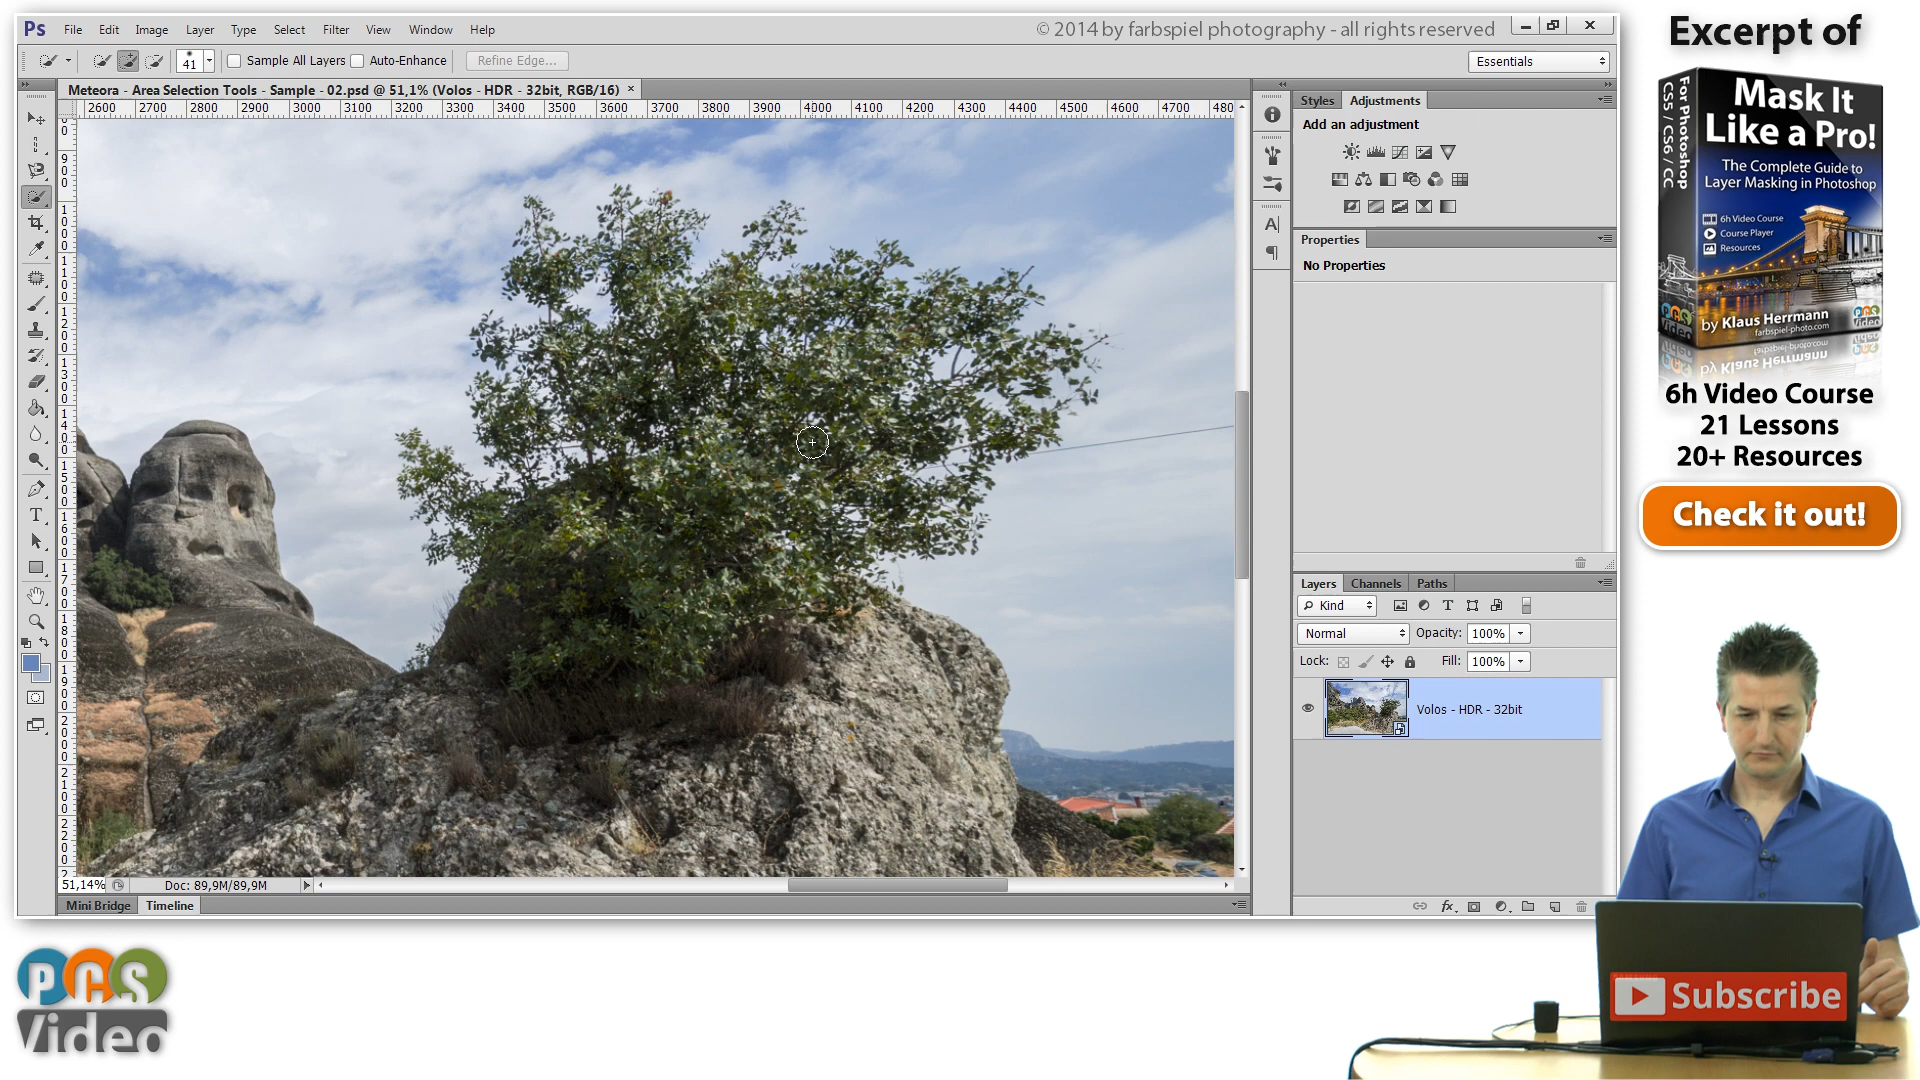 Ps File Edit Image Layer Type Select Filter View Window Help
© 2014 by farbspiel photography - all rights reserved
41 Sample All Layers Auto-Enhance Refine Edge... Essentials
Meteora - Area Selection Tools - Sample - 02.psd @ 51,1% (Volos - HDR - 32bit, RGB/16) ×
2600 2700 2800 2900 3000 3100 3200 3300 3400 3500 3600 3700 3800 3900 4000 4100 4200 4300 4400 4500 4600 4700 480
Styles Adjustments
Add an adjustment
Properties
No Properties
Layers Channels Paths
Kind
Normal Opacity: 100%
Lock: Fill: 100%
Volos - HDR - 32bit
fx
51,14% Doc: 89,9M/89,9M
Mini Bridge Timeline
Excerpt of
For Photoshop
CS5 / CS6 / CC
Mask It
Like a Pro!
The Complete Guide to
Layer Masking in Photoshop
6h Video Course
Course Player
Resources
by Klaus Herrmann
farbspiel-photo.com
PGS
Video
6h Video Course
21 Lessons
20+ Resources
Check it out!
Subscribe
PGS
Video